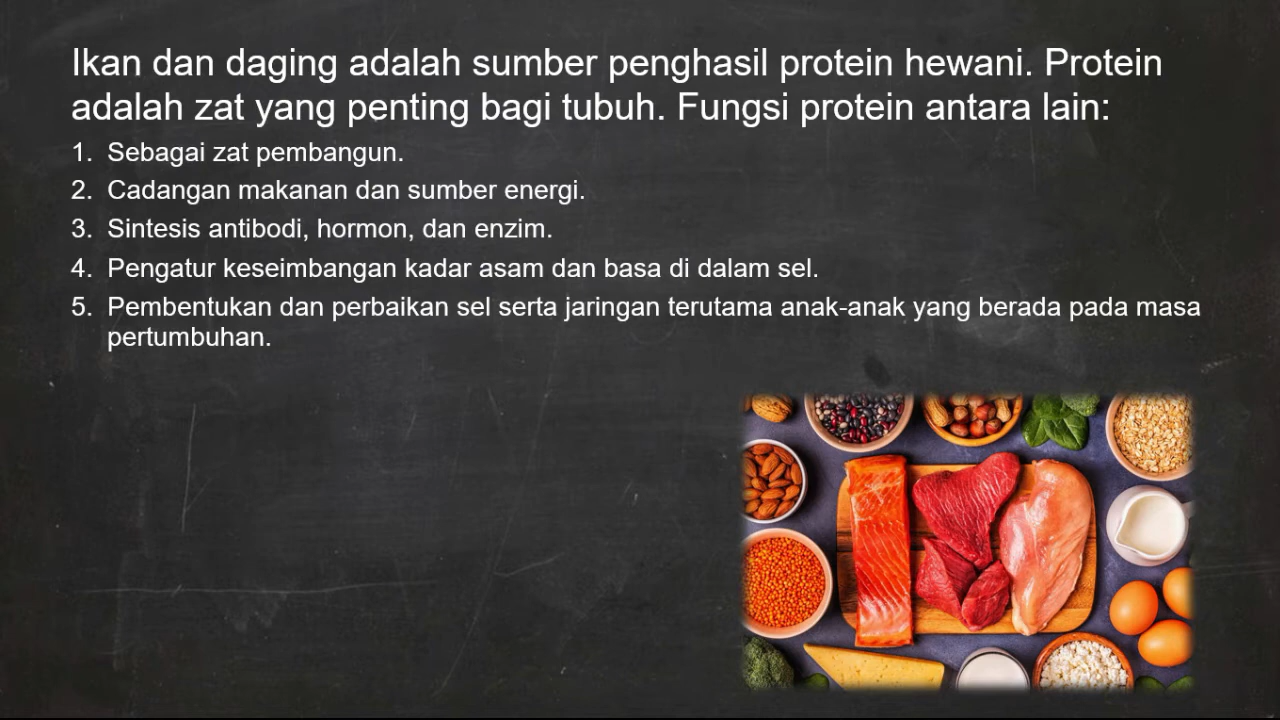 Ikan dan daging adalah sumber penghasil protein hewani. Protein
adalah zat yang penting bagi tubuh. Fungsi protein antara lain:
1. Sebagai zat pembangun.
2. Cadangan makanan dan sumber energi.
3. Sintesis antibodi, hormon, dan enzim.
4. Pengatur keseimbangan kadar asam dan basa di dalam sel.
5. Pembentukan dan perbaikan sel serta jaringan terutama anak-anak yang berada pada masa
pertumbuhan.